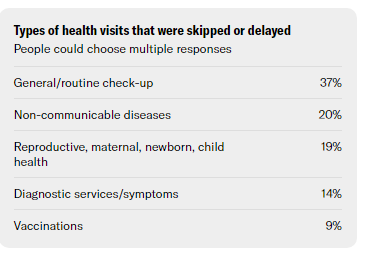 Types of health visits that were skipped or delayed
People could choose multiple responses
General/routine check-up 37%
Non-communicable diseases 20%
Reproductive, maternal, newborn, child 19%
health
Diagnostic services/symptoms 14%
Vaccinations 9%